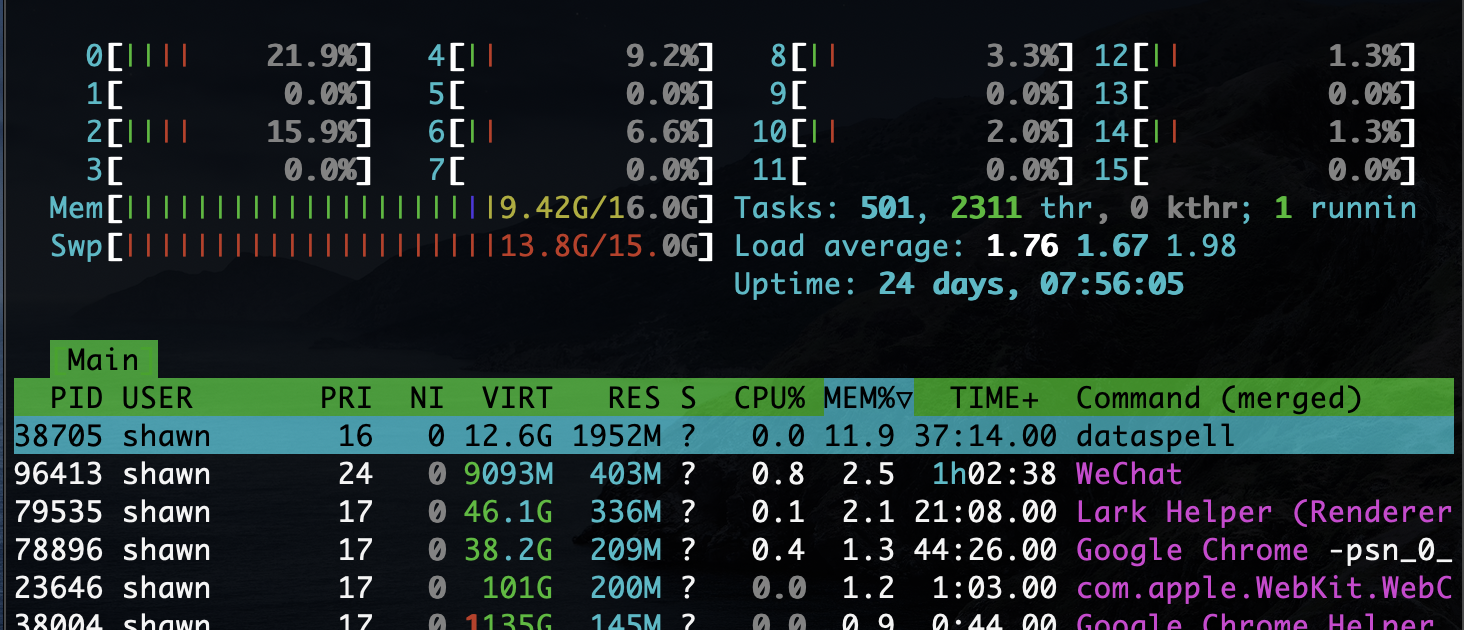 0[|||| 21.9%] 4[|| 9.2%] 8[|| 3.3%] 12[|| 1.3%]
1[ 0.0%] 5[ 0.0%] 9[ 0.0%] 13[ 0.0%]
2[|||| 15.9%] 6[|| 6.6%] 10[|| 2.0%] 14[|| 1.3%]
3[ 0.0%] 7[ 0.0%] 11[ 0.0%] 15[ 0.0%]
Mem[|||||||||||||||||||||9.42G/16.0G] Tasks: 501, 2311 thr, 0 kthr; 1 runnin
Swp[|||||||||||||||||||||13.8G/15.0G] Load average: 1.76 1.67 1.98
Uptime: 24 days, 07:56:05
Main
PID USER PRI NI VIRT RES S CPU% MEM%▽ TIME+ Command (merged)
38705 shawn 16 0 12.6G 1952M ? 0.0 11.9 37:14.00 dataspell
96413 shawn 24 0 9093M 403M ? 0.8 2.5 1h02:38 WeChat
79535 shawn 17 0 46.1G 336M ? 0.1 2.1 21:08.00 Lark Helper (Renderer
78896 shawn 17 0 38.2G 209M ? 0.4 1.3 44:26.00 Google Chrome -psn_0_
23646 shawn 17 0 101G 200M ? 0.0 1.2 1:03.00 com.apple.WebKit.WebC
38004 shawn 17 0 1135G 145M ? 0.0 0.9 0:44.00 Google Chrome Helper